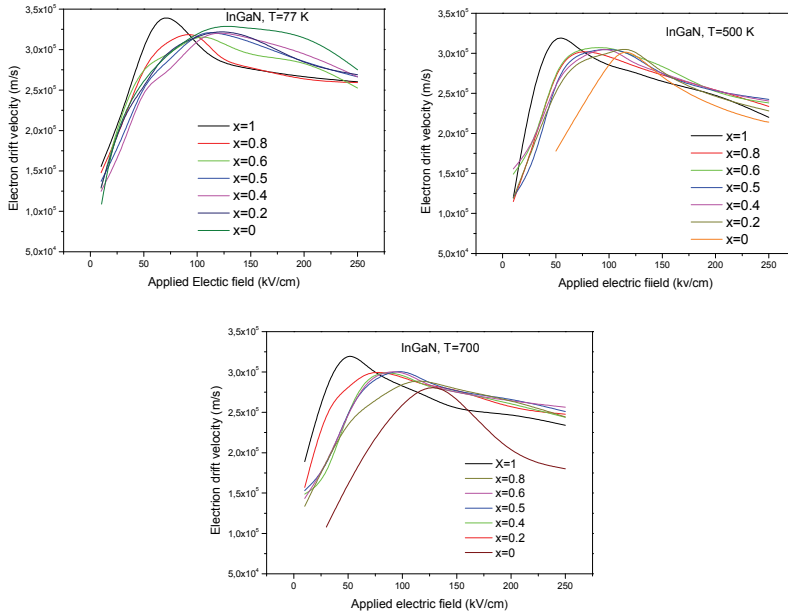 InGaN, T=77 K
3,5x10⁵
3,0x10⁵
2,5x10⁵
2,0x10⁵
1,5x10⁵
1,0x10⁵
5,0x10⁴
Electron drift velocity (m/s)
x=1
x=0.8
x=0.6
x=0.5
x=0.4
x=0.2
x=0
0 50 100 150 200 250
Applied Electic field (kV/cm)
InGaN, T=500 K
3,5x10⁵
3,0x10⁵
2,5x10⁵
2,0x10⁵
1,5x10⁵
1,0x10⁵
5,0x10⁴
Electron drift velocity (m/s)
x=1
x=0.8
x=0.6
x=0.5
x=0.4
x=0.2
x=0
0 50 100 150 200 250
Applied electric fiield (kv/cm)
InGaN, T=700
3,5x10⁵
3,0x10⁵
2,5x10⁵
2,0x10⁵
1,5x10⁵
1,0x10⁵
5,0x10⁴
Electrion drift velocity (m/s)
X=1
x=0.8
x=0.6
x=0.5
x=0.4
x=0.2
x=0
0 50 100 150 200 250
Applied electric field (kV/cm)